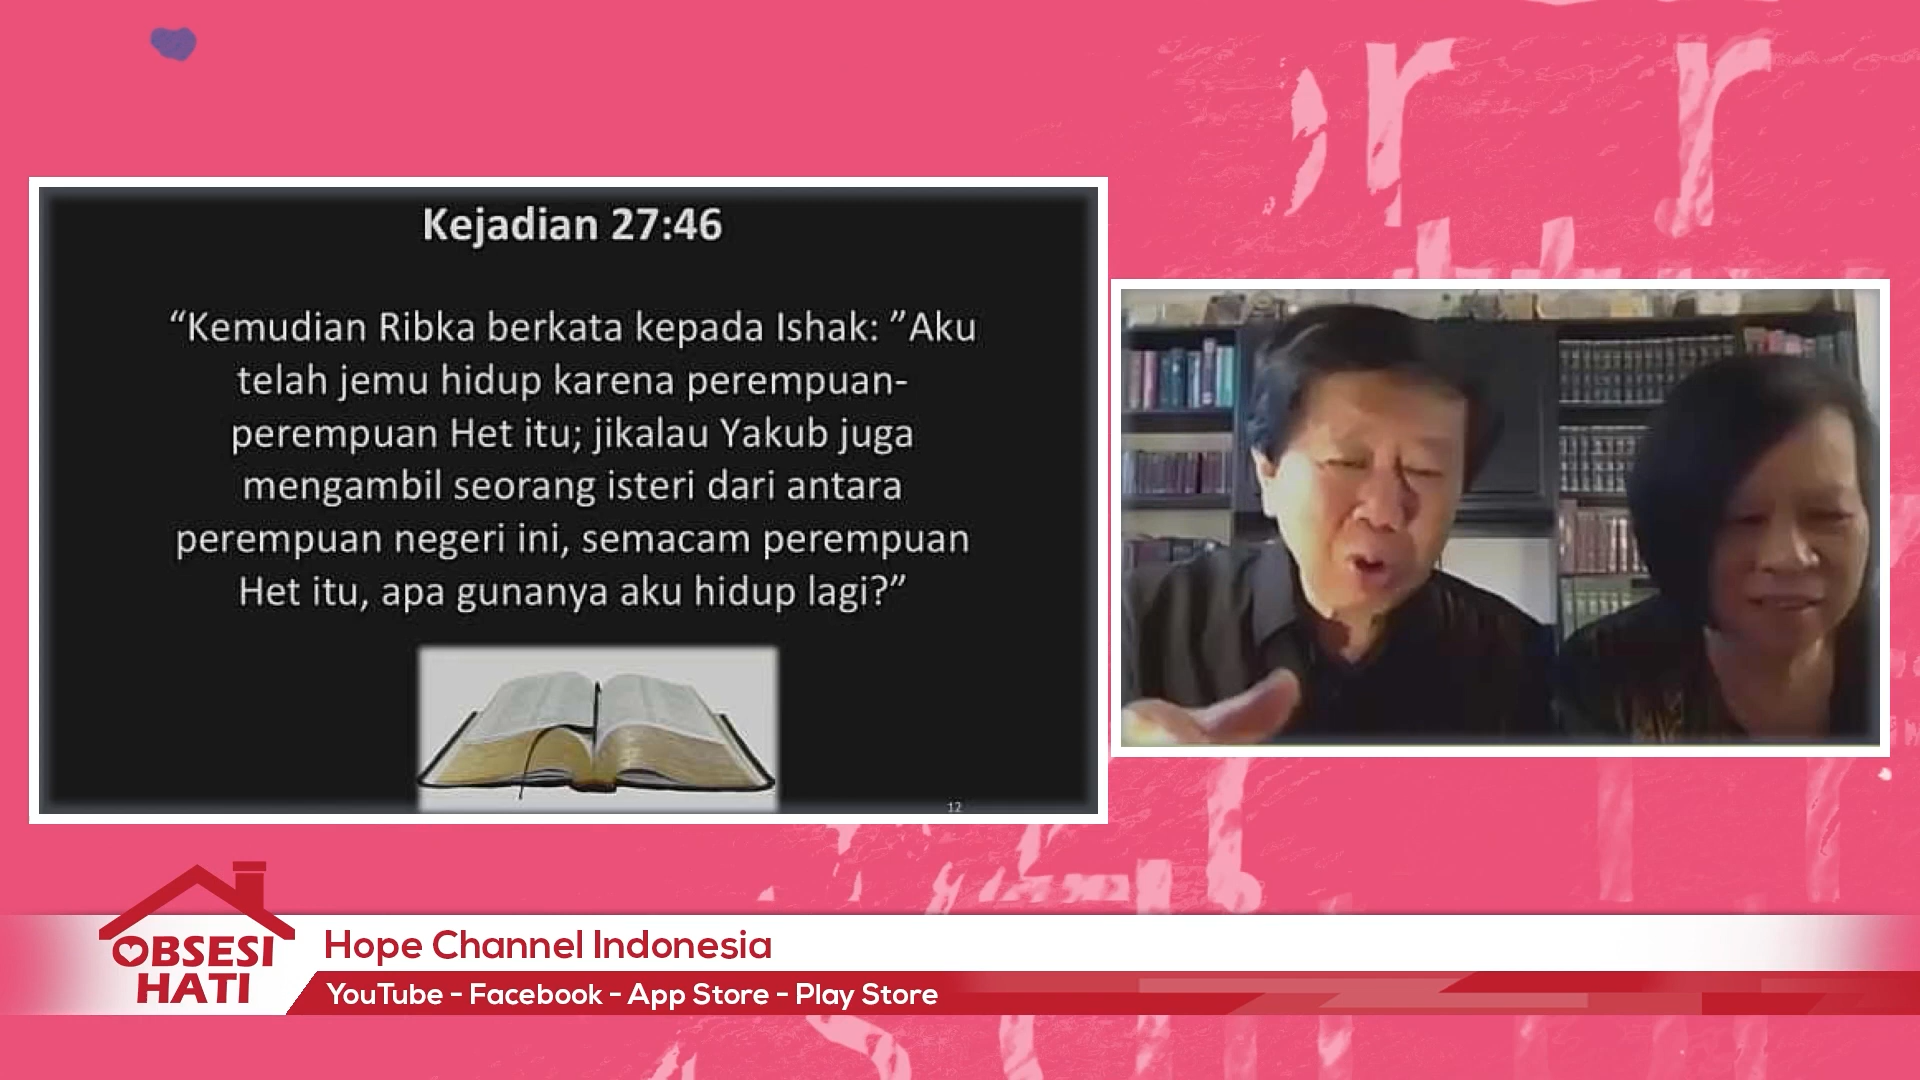 Kejadian 27:46
“Kemudian Ribka berkata kepada Ishak: ”Aku
telah jemu hidup karena perempuan-
perempuan Het itu; jikalau Yakub juga
mengambil seorang isteri dari antara
perempuan negeri ini, semacam perempuan
Het itu, apa gunanya aku hidup lagi?”
12
OBSESI
HATI
Hope Channel Indonesia
YouTube - Facebook - App Store - Play Store